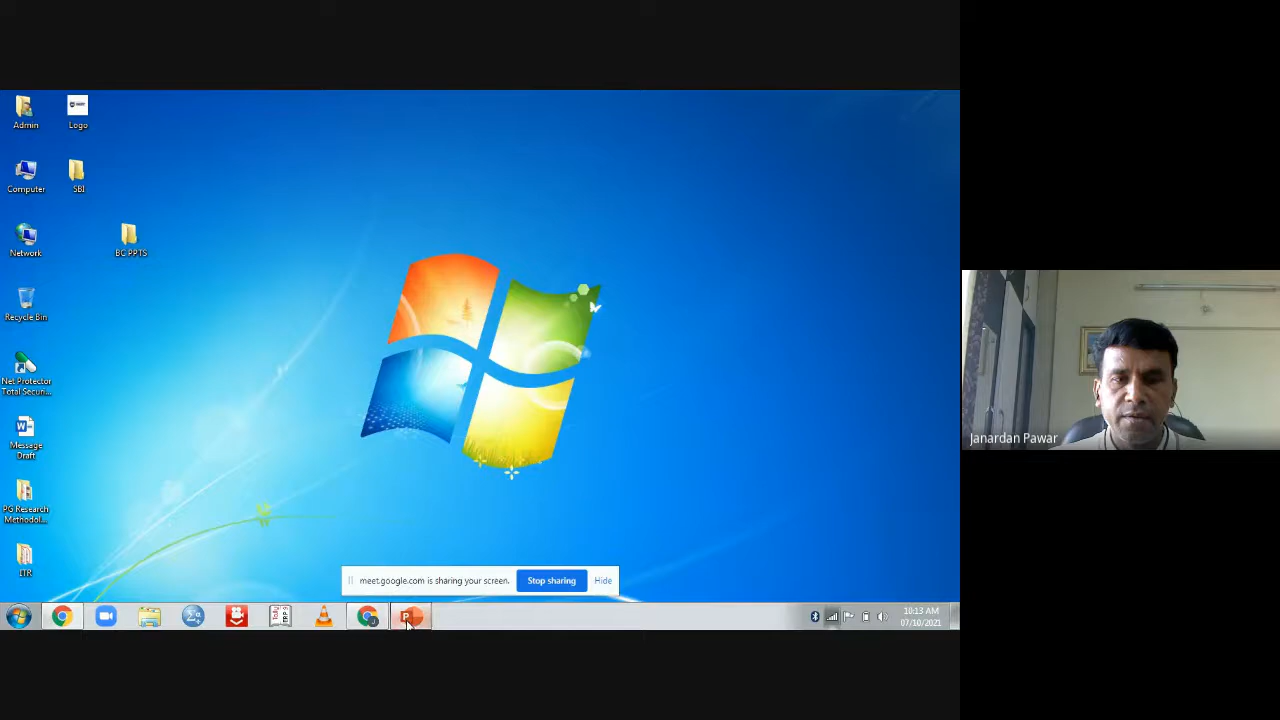 Admin
Logo
Computer
SBI
Network
BC PPTS
Recycle Bin
Net Protector
Total Securi...
Message
Draft
PG Research
Methodol...
ITR
meet.google.com is sharing your screen.
Stop sharing
Hide
10:13 AM
07/10/2021
Janardan Pawar